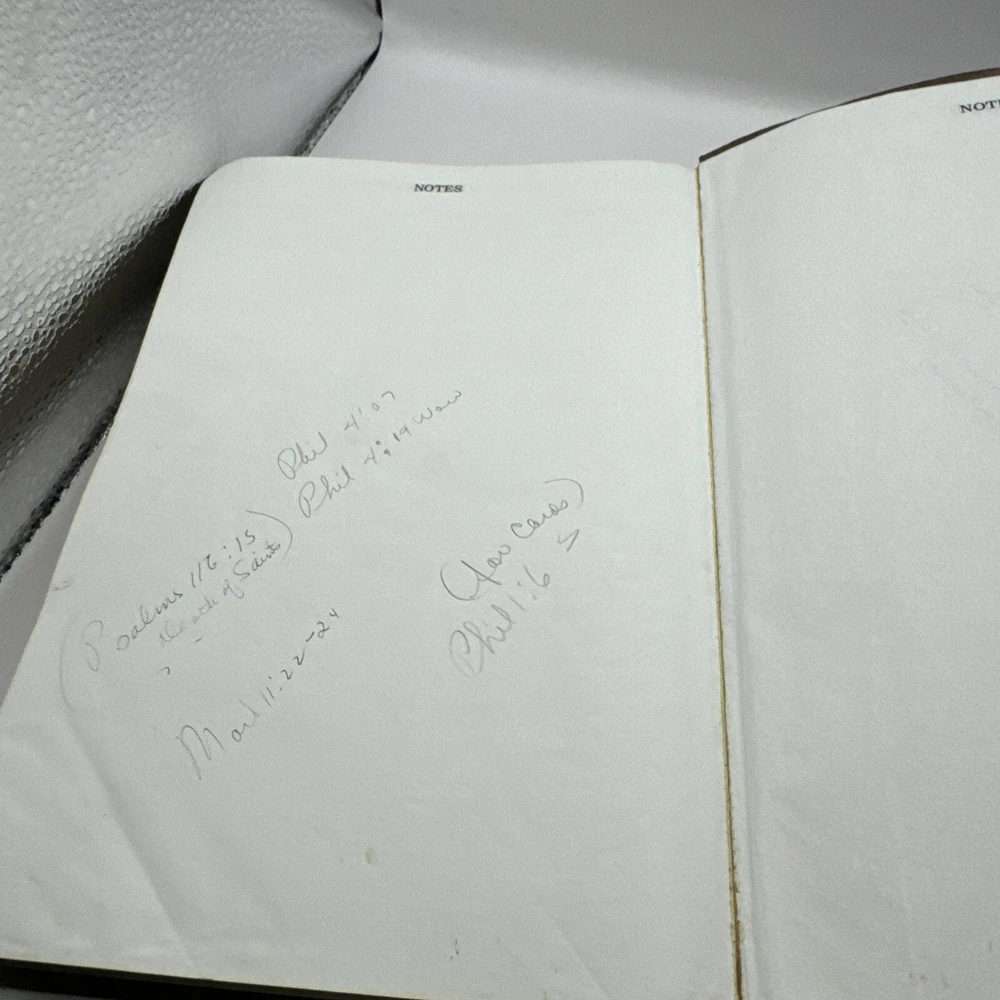 NOTES
Phil 4:07
Phil 4:19 Wow
(Psalms 116:15
Death of Saints)
Mark 11:22-24
cares)
Phil 1:6
NOTE